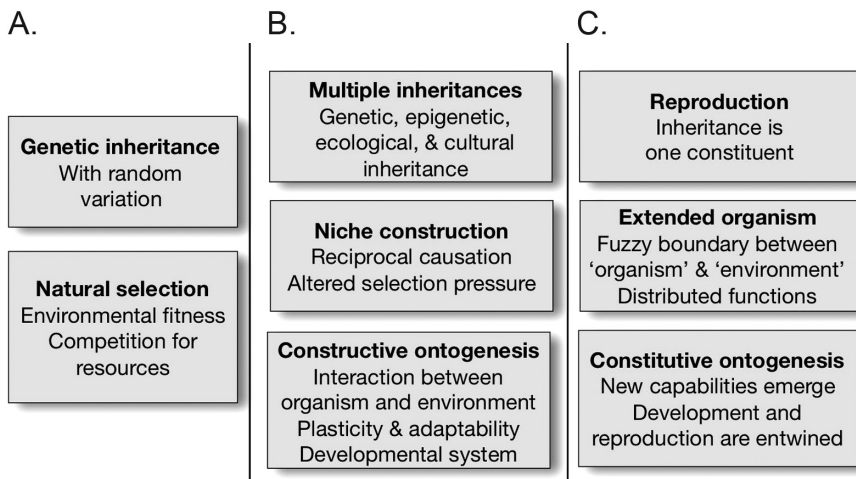 A.
Genetic inheritance
With random
variation
Natural selection
Environmental fitness
Competition for
resources
B.
Multiple inheritances
Genetic, epigenetic,
ecological, & cultural
inheritance
Niche construction
Reciprocal causation
Altered selection pressure
Constructive ontogenesis
Interaction between
organism and environment
Plasticity & adaptability
Developmental system
C.
Reproduction
Inheritance is
one constituent
Extended organism
Fuzzy boundary between
‘organism’ & ‘environment’
Distributed functions
Constitutive ontogenesis
New capabilities emerge
Development and
reproduction are entwined